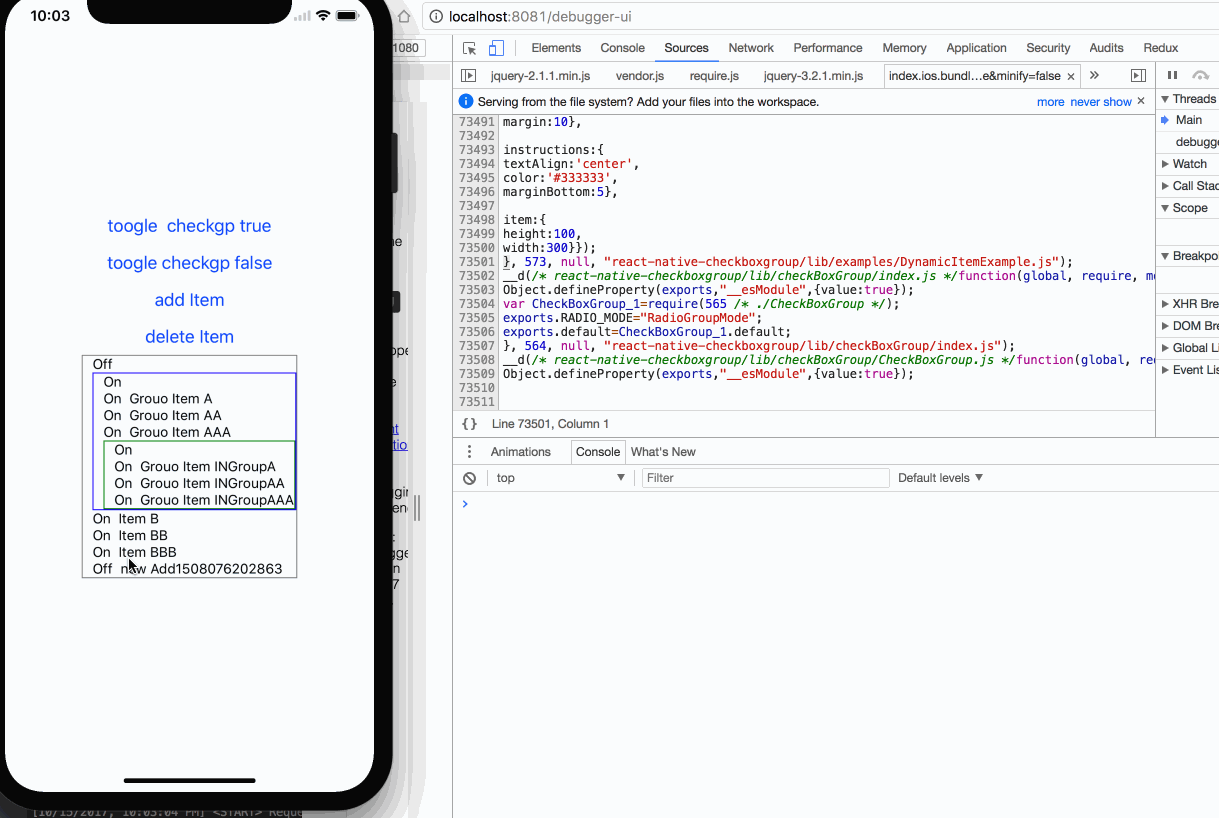 10:03
toogle  checkgp true
toogle checkgp false
add Item
delete Item
Off
On
On  Grouo Item A
On  Grouo Item AA
On  Grouo Item AAA
On
On  Grouo Item INGroupA
On  Grouo Item INGroupAA
On  Grouo Item INGroupAAA
On  Item B
On  Item BB
On  Item BBB
Off  new Add1508076202863
[10/15/2017, 10:03:04 PM] <START> Reque
localhost:8081/debugger-ui
1080
Elements Console Sources Network Performance Memory Application Security Audits Redux
jquery-2.1.1.min.js vendor.js require.js jquery-3.2.1.min.js index.ios.bundl...e&minify=false × »
Serving from the file system? Add your files into the workspace. more never show ×
73491 margin:10},
73492
73493 instructions:{
73494 textAlign:'center',
73495 color:'#333333',
73496 marginBottom:5},
73497
73498 item:{
73499 height:100,
73500 width:300}});
73501 }, 573, null, "react-native-checkboxgroup/lib/examples/DynamicItemExample.js");
73502 __d(/* react-native-checkboxgroup/lib/checkBoxGroup/index.js */function(global, require, m
73503 Object.defineProperty(exports,"__esModule",{value:true});
73504 var CheckBoxGroup_1=require(565 /* ./CheckBoxGroup */);
73505 exports.RADIO_MODE="RadioGroupMode";
73506 exports.default=CheckBoxGroup_1.default;
73507 }, 564, null, "react-native-checkboxgroup/lib/checkBoxGroup/index.js");
73508 __d(/* react-native-checkboxgroup/lib/checkBoxGroup/CheckBoxGroup.js */function(global, re
73509 Object.defineProperty(exports,"__esModule",{value:true});
73510
73511
{} Line 73501, Column 1
Threads
Main
debugge
Watch
Call Sta
Scope
Breakpoi
XHR Bre
DOM Bre
Global Li
Event Lis
Animations Console What's New
top Filter Default levels